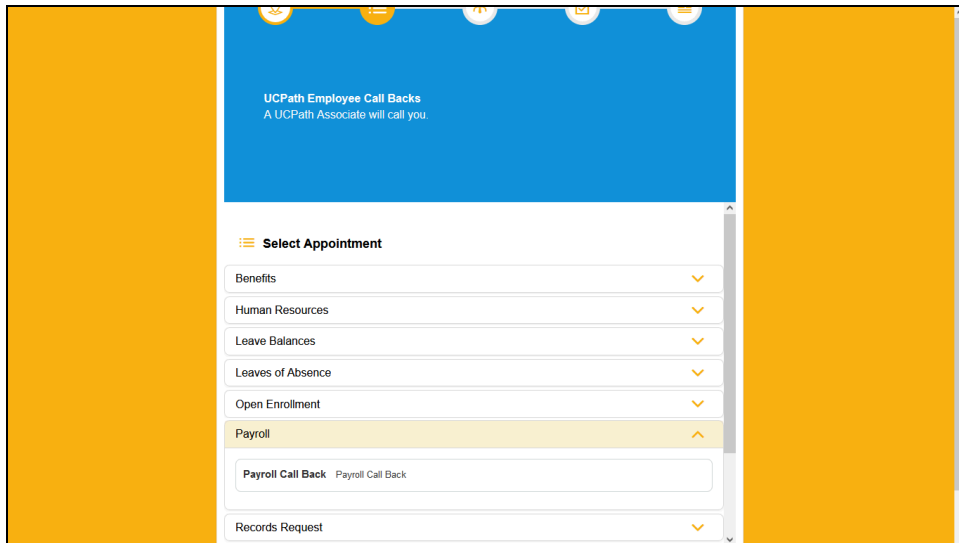 UCPath Employee Call Backs
A UCPath Associate will call you.
Select Appointment
Benefits
Human Resources
Leave Balances
Leaves of Absence
Open Enrollment
Payroll
Payroll Call Back Payroll Call Back
Records Request